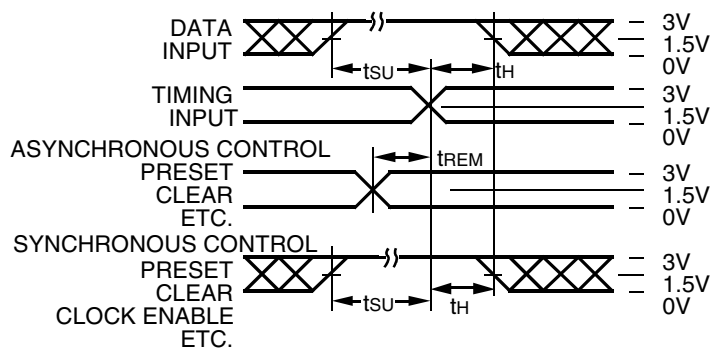 DATA
INPUT
tSU
tH
3V
1.5V
0V
TIMING
INPUT
3V
1.5V
0V
ASYNCHRONOUS CONTROL
PRESET
CLEAR
ETC.
tREM
3V
1.5V
0V
SYNCHRONOUS CONTROL
PRESET
CLEAR
CLOCK ENABLE
ETC.
tSU
tH
3V
1.5V
0V